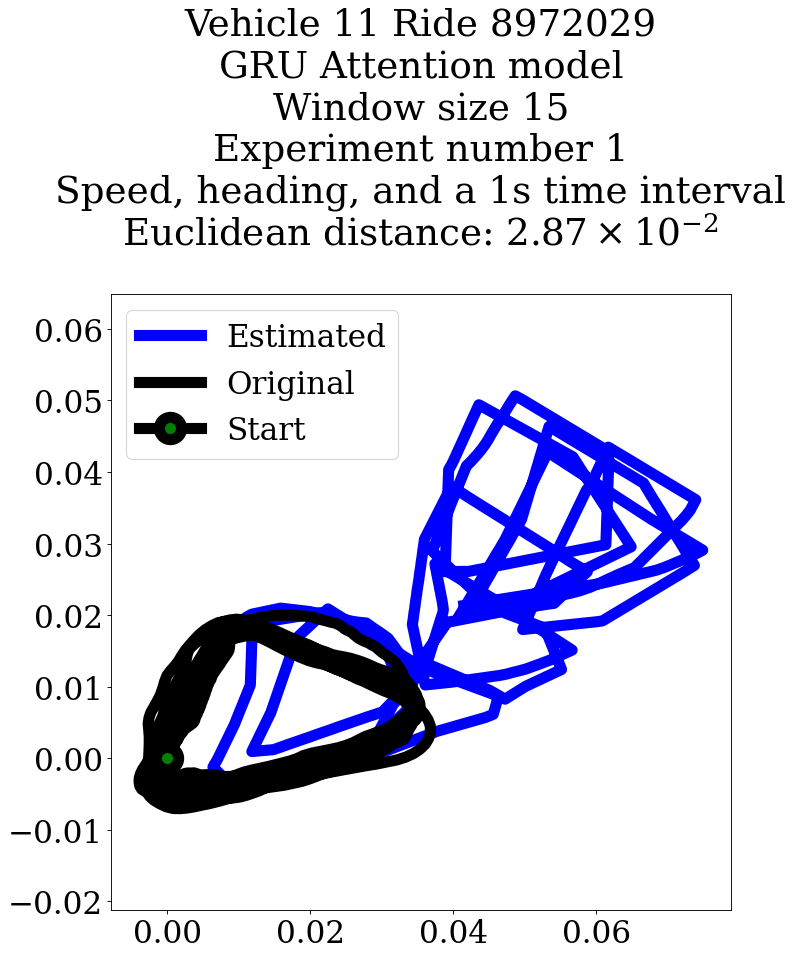 Vehicle 11 Ride 8972029
GRU Attention model
Window size 15
Experiment number 1
Speed, heading, and a 1s time interval
Euclidean distance: 2.87 × 10⁻²
Estimated
Original
Start
0.06
0.05
0.04
0.03
0.02
0.01
0.00
−0.01
−0.02
0.00 0.02 0.04 0.06